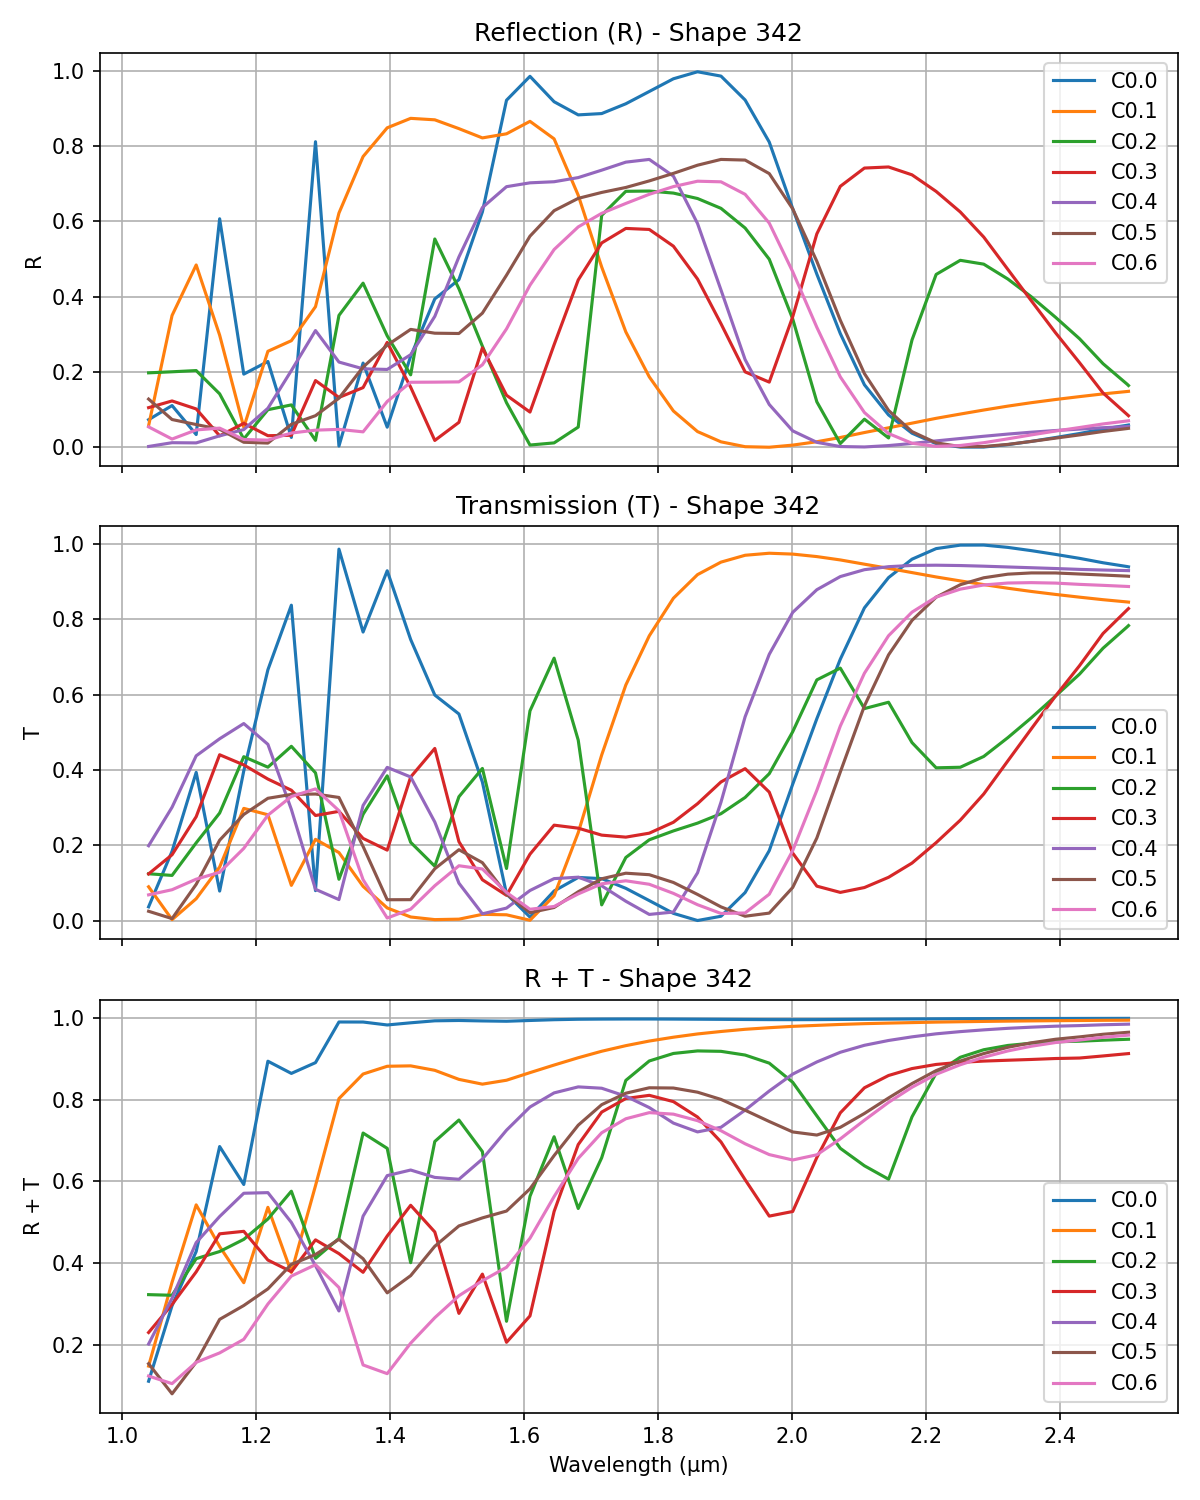 Reflection (R) - Shape 342
1.0
0.8
0.6
0.4
0.2
0.0
R
C0.0
C0.1
C0.2
C0.3
C0.4
C0.5
C0.6
Transmission (T) - Shape 342
1.0
0.8
0.6
0.4
0.2
0.0
T
C0.0
C0.1
C0.2
C0.3
C0.4
C0.5
C0.6
R + T - Shape 342
1.0
0.8
0.6
0.4
0.2
R + T
C0.0
C0.1
C0.2
C0.3
C0.4
C0.5
C0.6
1.0 1.2 1.4 1.6 1.8 2.0 2.2 2.4
Wavelength (μm)